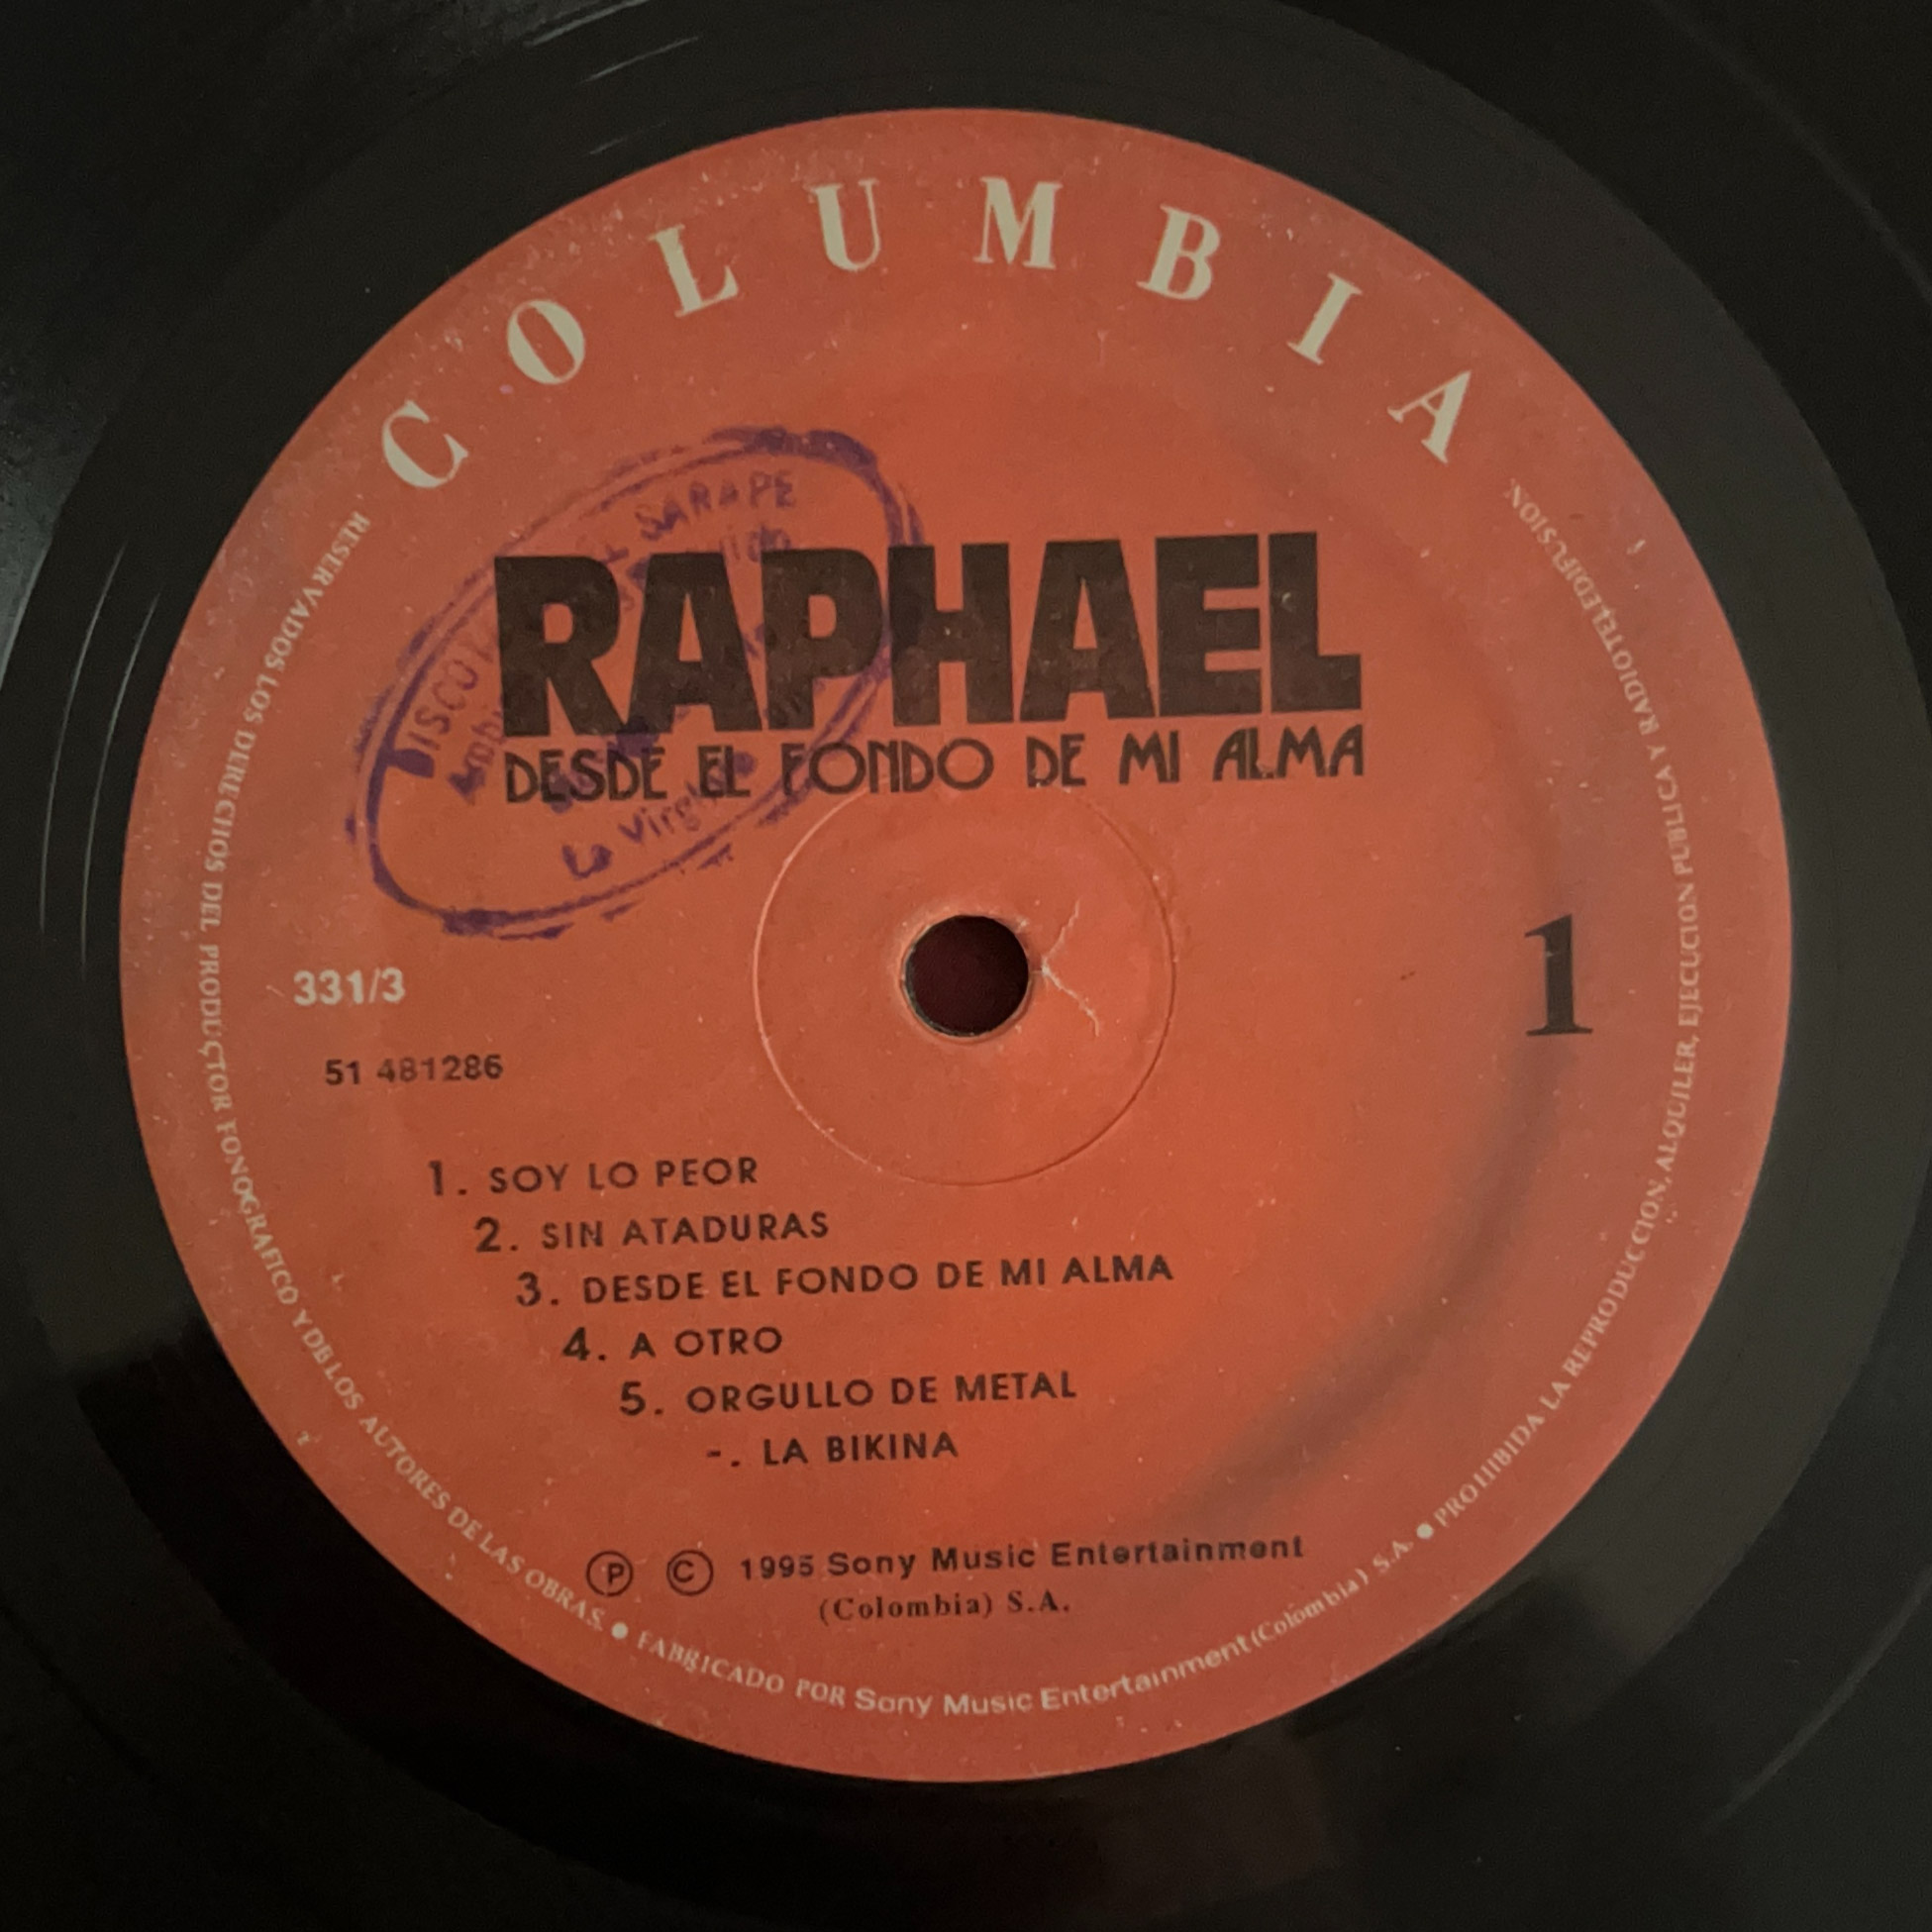 COLUMBIA
SARAPE
RAPHAEL
DESDE EL FONDO DE MI ALMA
La
331/3
1
51 481286
1. SOY LO PEOR
2. SIN ATADURAS
3. DESDE EL FONDO DE MI ALMA
4. A OTRO
5. ORGULLO DE METAL
-. LA BIKINA
Ⓟ © 1995 Sony Music Entertainment
(Colombia) S.A.
RESERVADOS LOS DERECHOS DEL PRODUCTOR FONOGRAFICO Y DE LOS AUTORES DE LAS OBRAS. ● FABRICADO POR Sony Music Entertainment (Colombia) S.A. ● PROHIBIDA LA REPRODUCCION, ALQUILER, EJECUCION PUBLICA Y RADIOTELEDIFUSION.